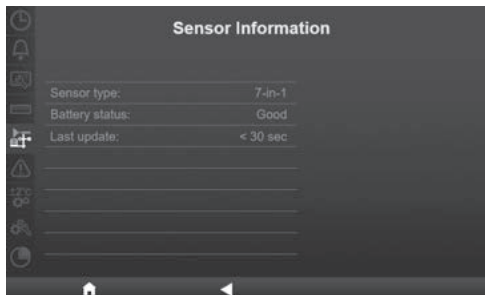 Sensor Information
Sensor type: 7-in-1
Battery status: Good
Last update: < 30 sec